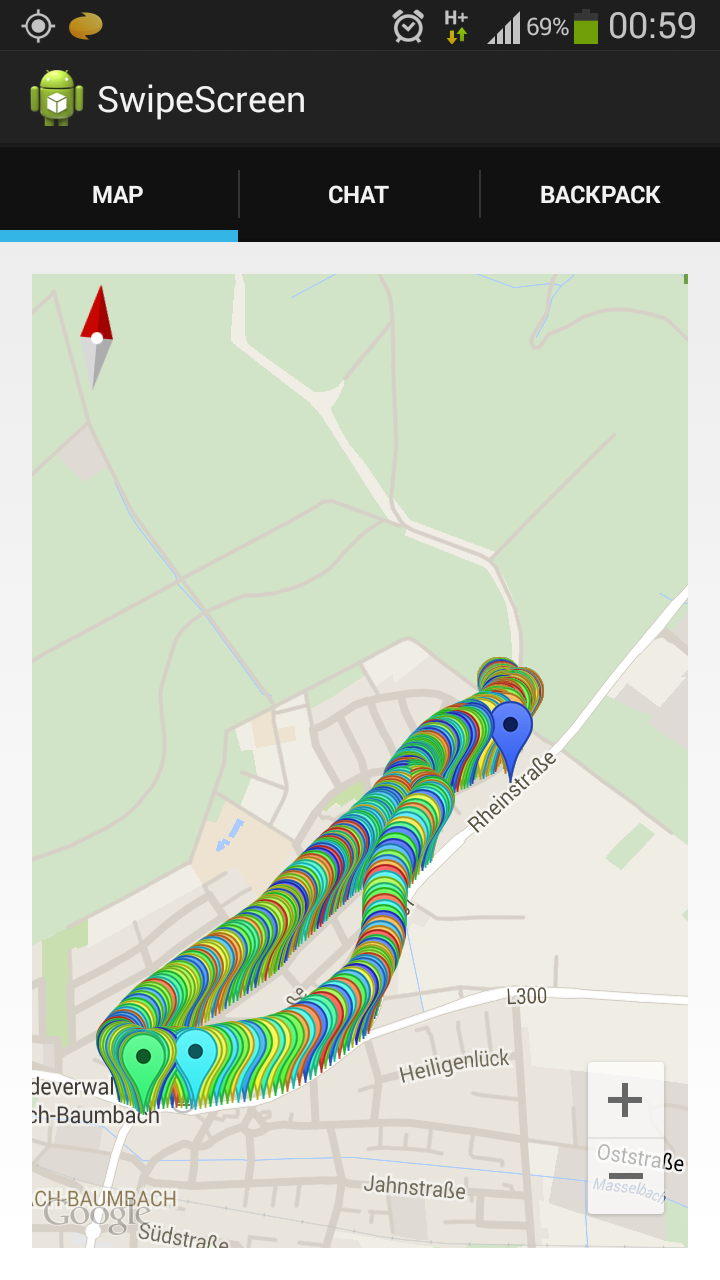 H+ 69% 00:59
SwipeScreen
MAP CHAT BACKPACK
Rheinstraße
L300
Heiligenlück
deverwal
ch-Baumbach
Oststraße
Masselbach
Jahnstraße
ACH-BAUMBACH
Google
Südstraße